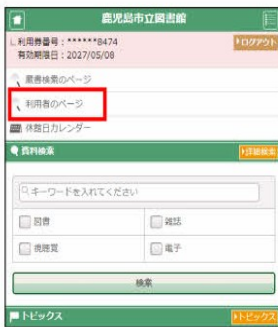 鹿児島市立図書館
利用券番号：******8474
ログアウト
有効期限日：2027/05/08
蔵書検索のページ
利用者のページ
休館日カレンダー
資料検索
詳細検索
キーワードを入れてください
図書
雑誌
視聴覚
電子
検索
トピックス
トピックス